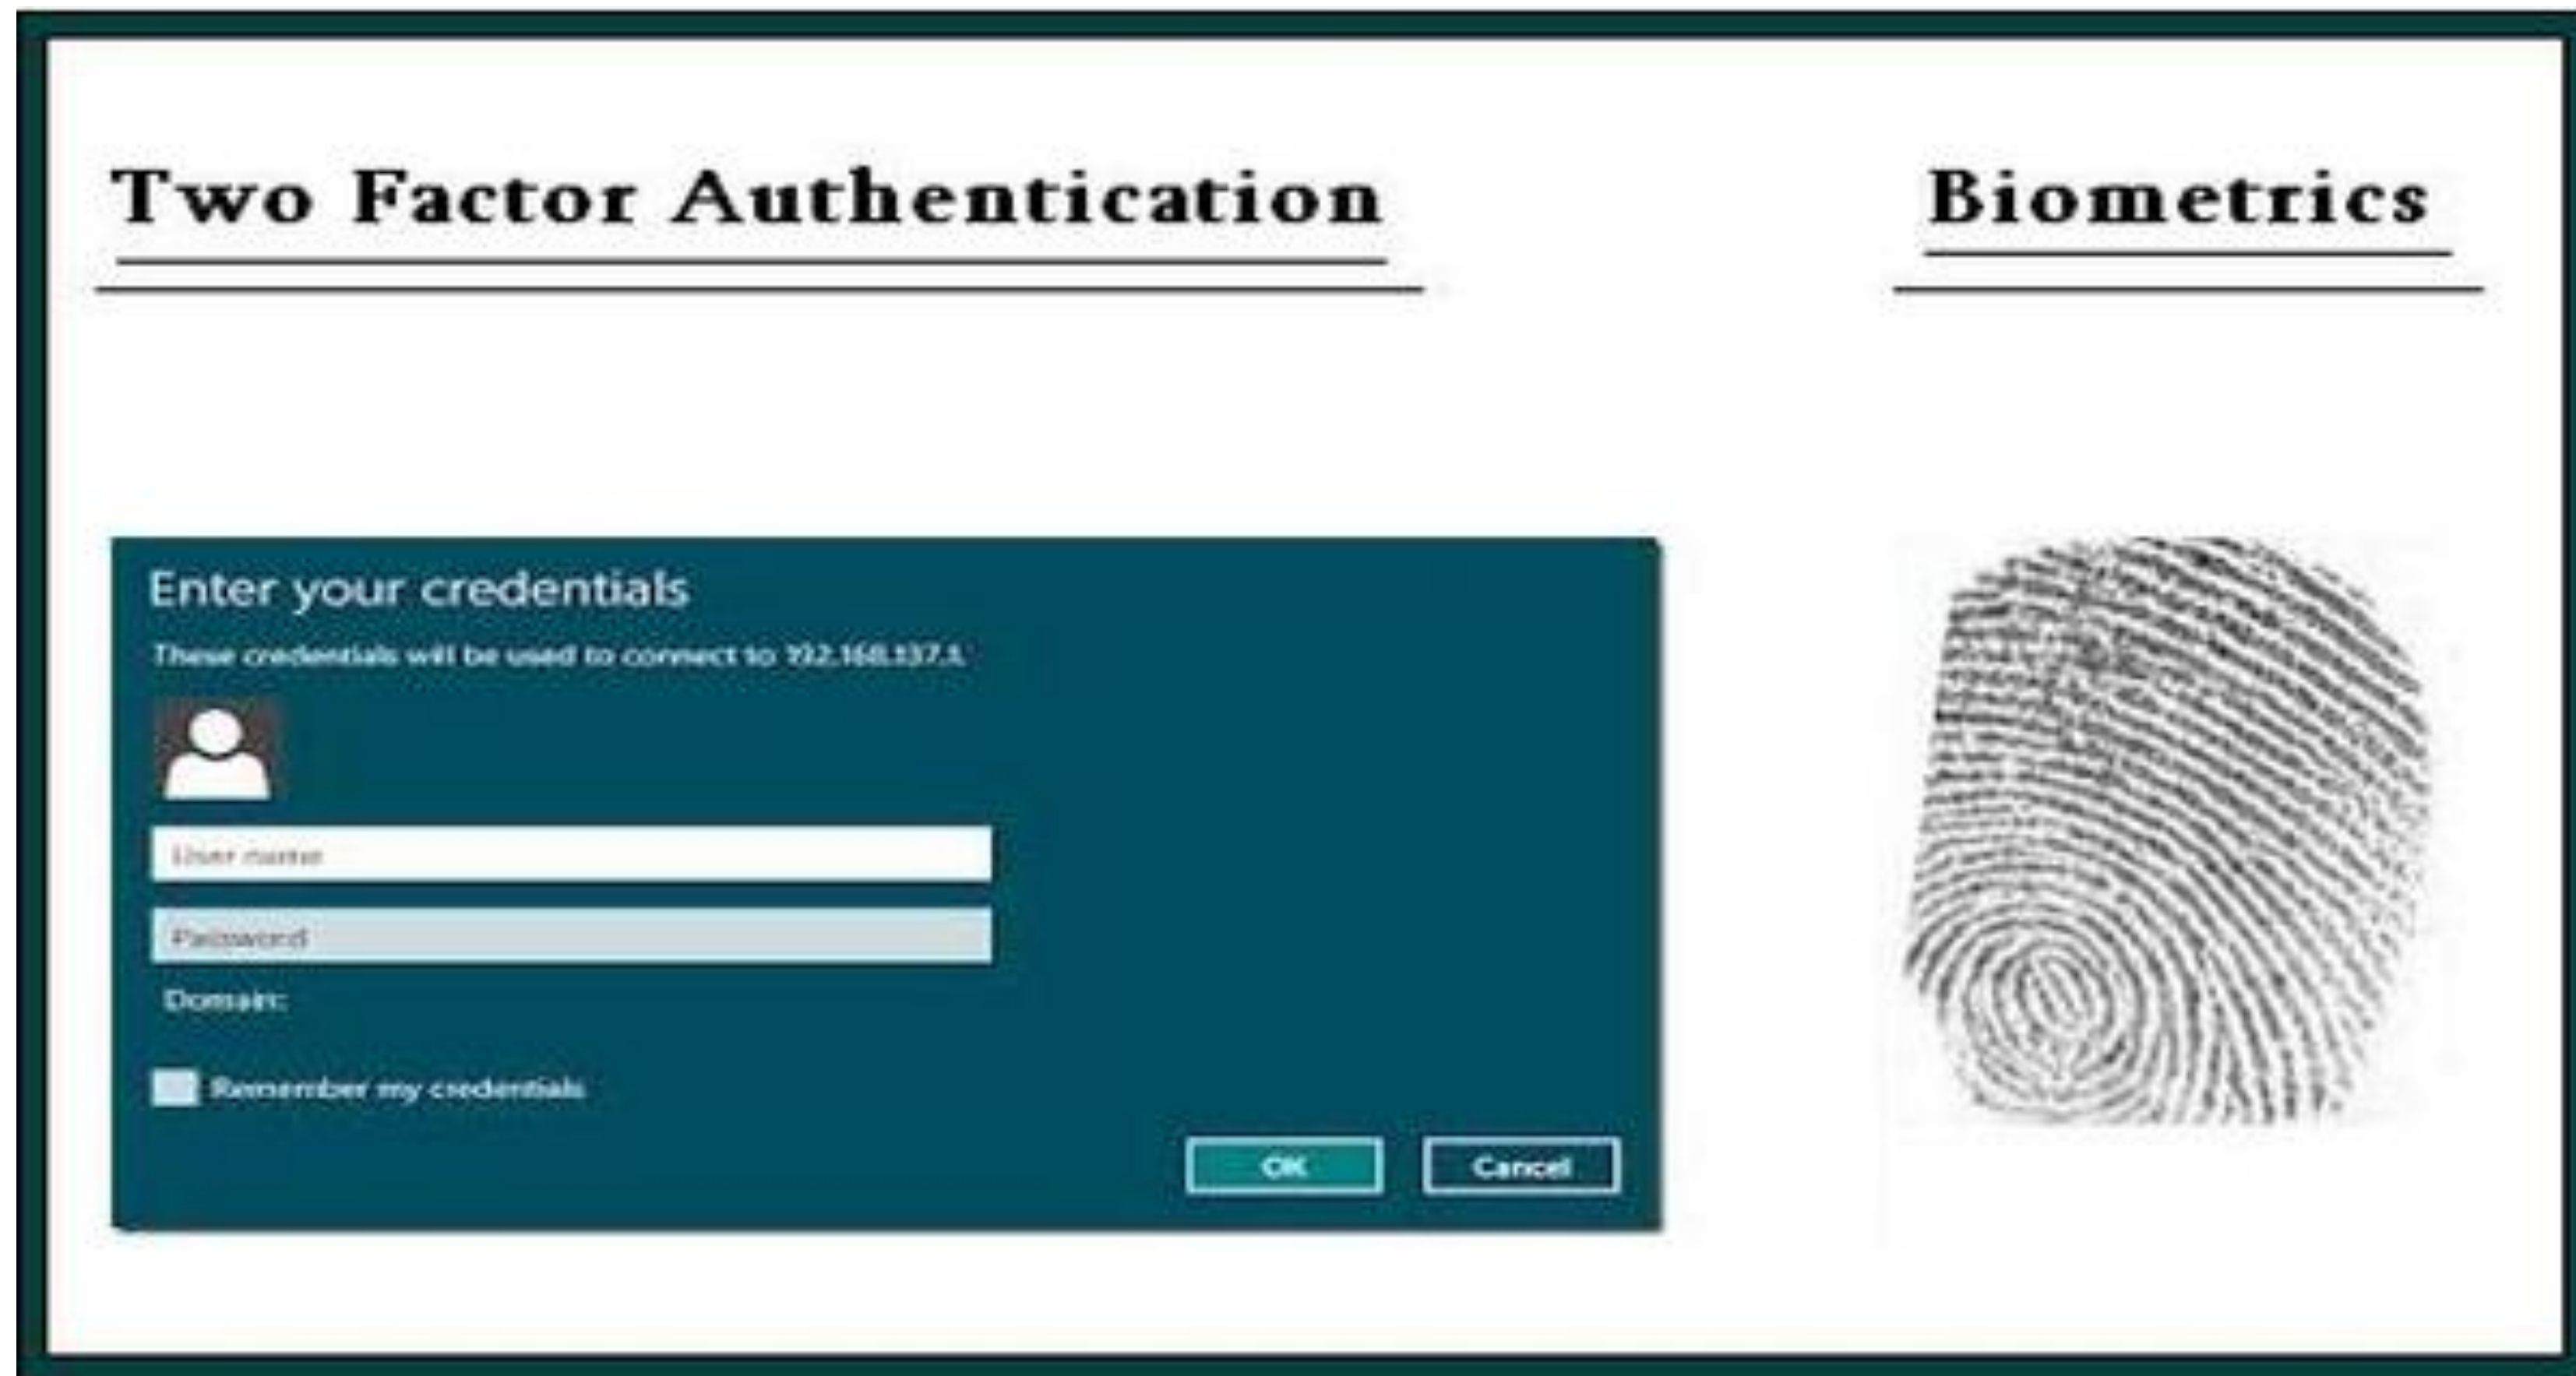 Two Factor Authentication
Biometrics
Enter your credentials
These credentials will be used to connect to 192.168.137.1.
User name
Password
Domain:
Remember my credentials
OK
Cancel